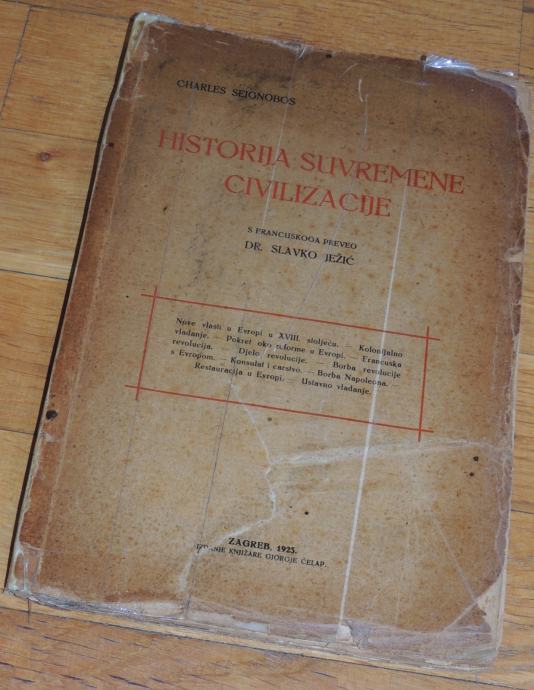 CHARLES SEIGNOBOS
HISTORIJA SUVREMENE
CIVILIZACIJE
S FRANCUSKOGA PREVEO
DR. SLAVKO JEŽIĆ
Nove vlasti u Evropi u XVIII. stoljeću. — Kolonijalno
vladanje. — Pokret oko reforme u Evropi. — Francuska
revolucija. — Djelo revolucije. — Borba revolucije
s Evropom. — Konsulat i carstvo. — Borba Napoleona. —
Restauracija u Evropi. — Ustavno vladanje.
ZAGREB, 1923.
IZDANJE KNJIŽARE GJORGJE ČELAP.